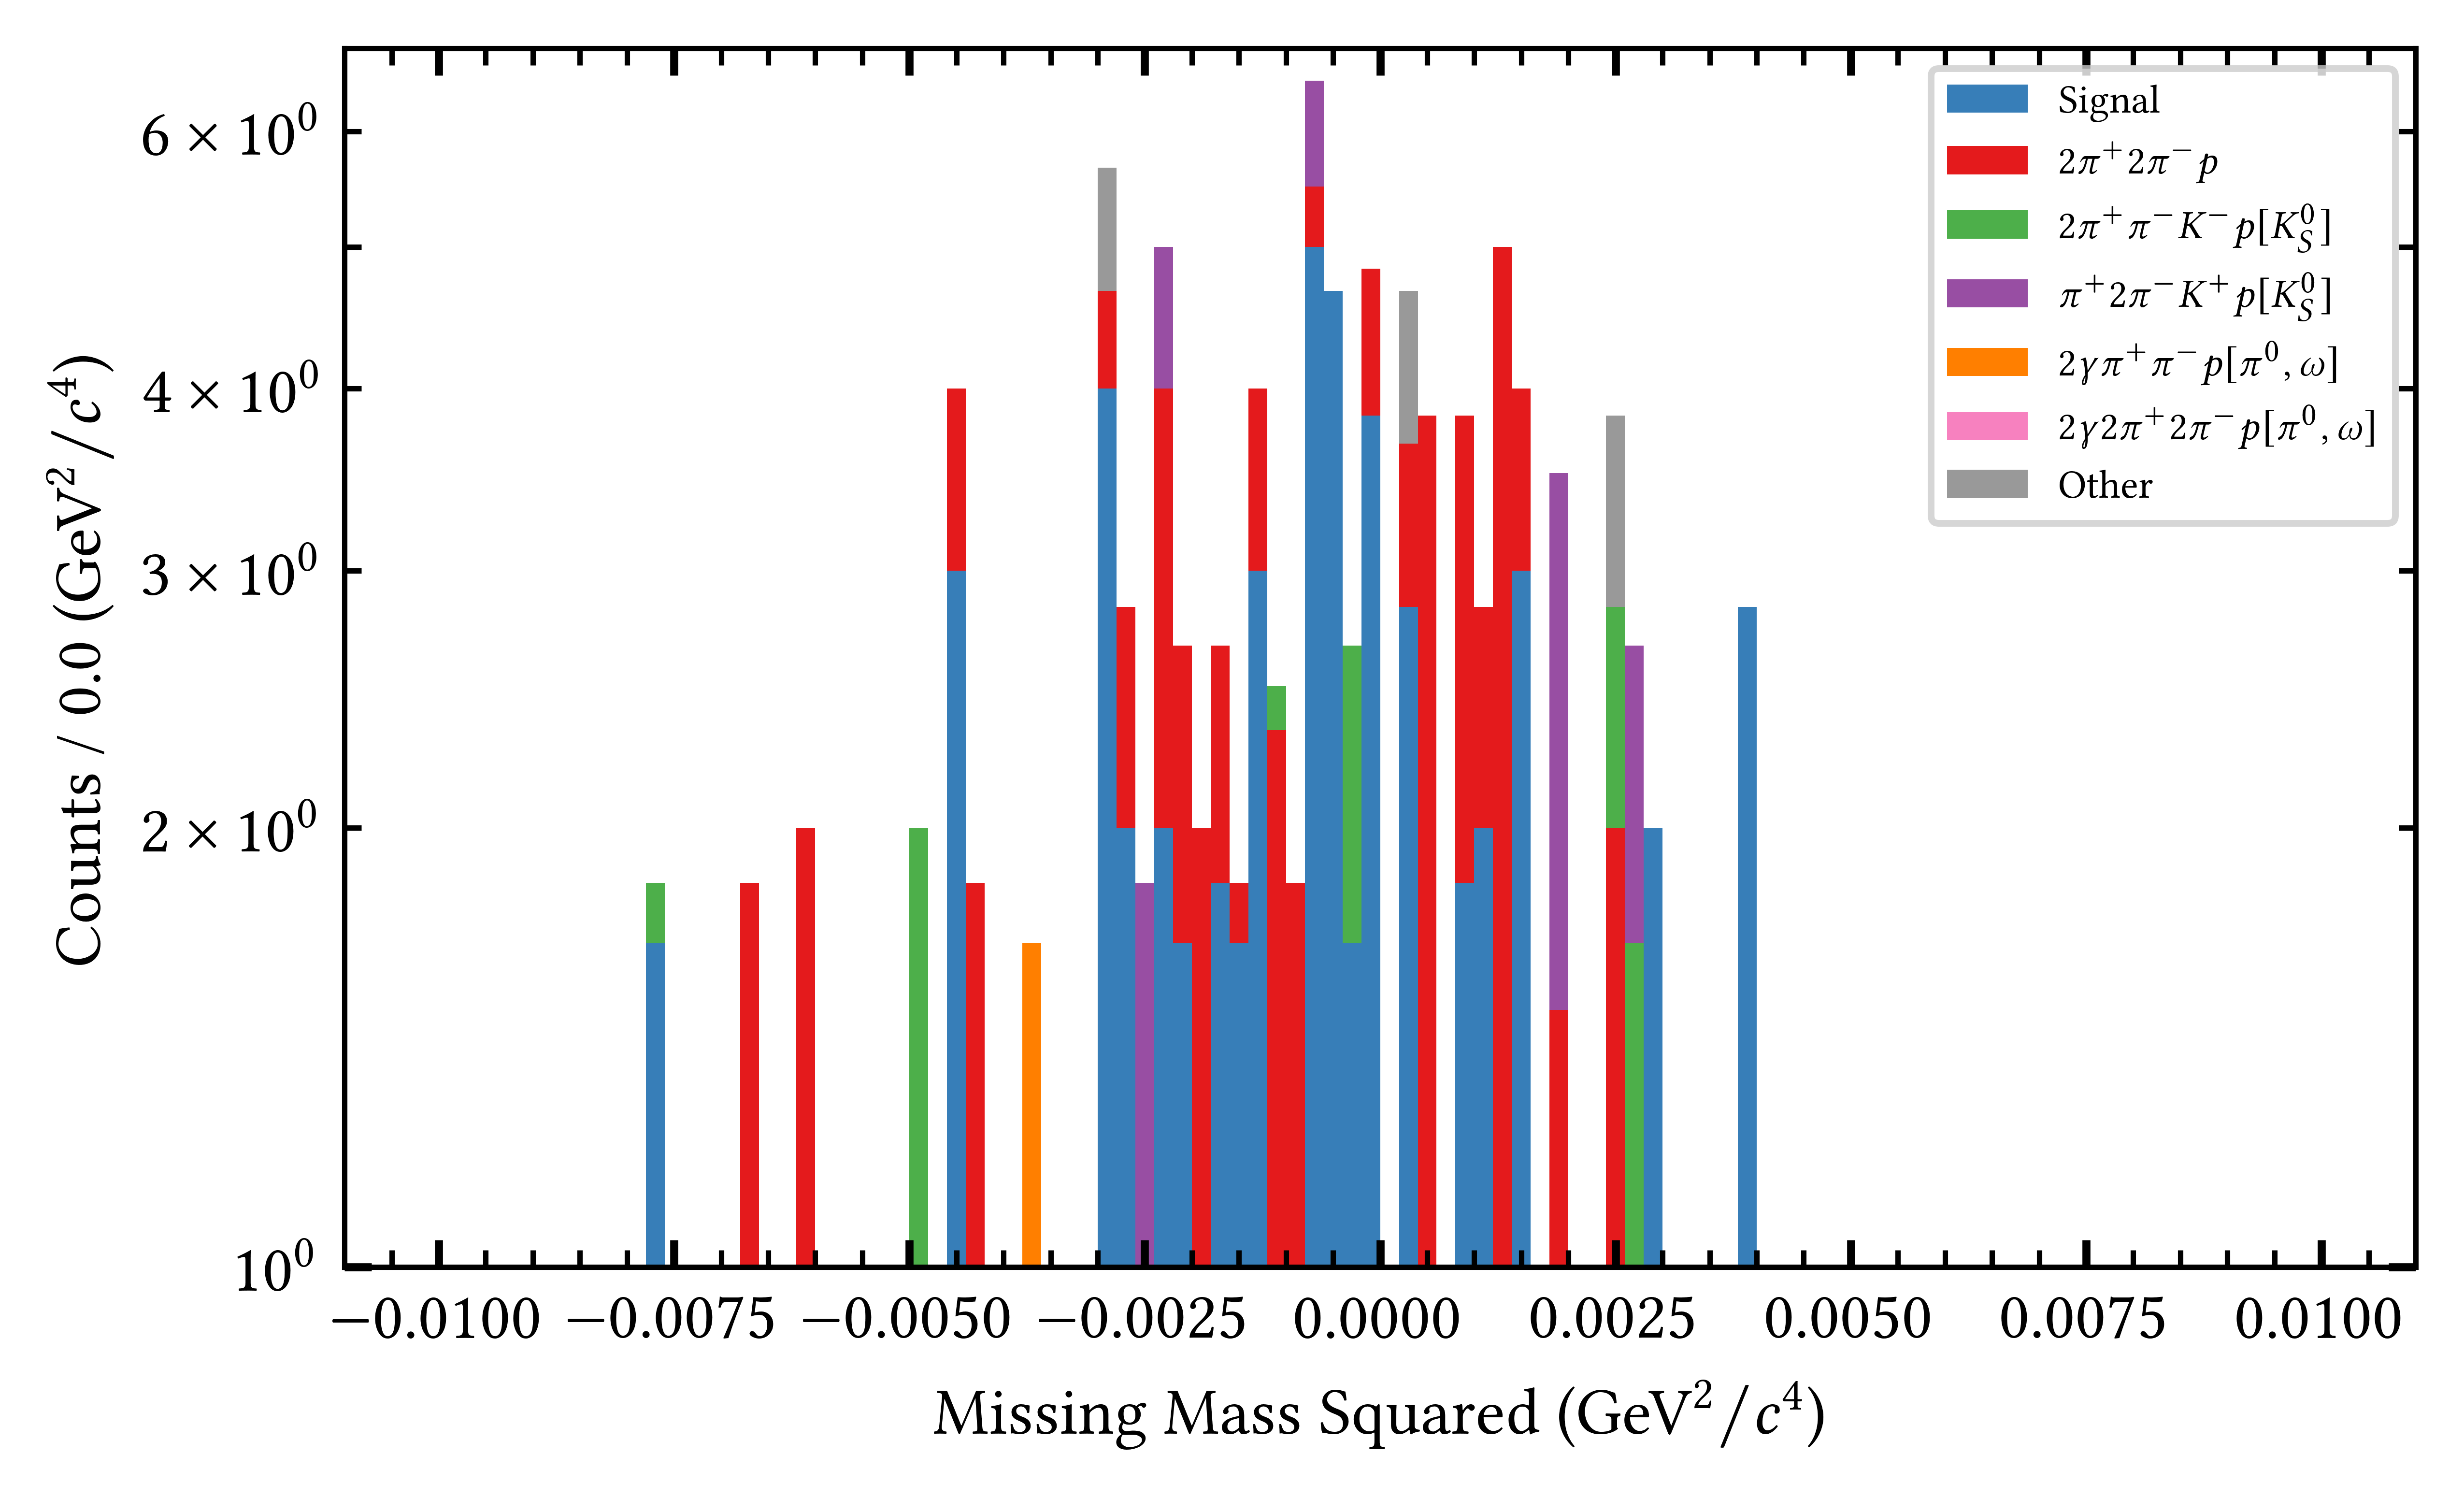 Signal
2π⁺2π⁻p
2π⁺π⁻K⁻p[K⁰_S]
π⁺2π⁻K⁺p[K⁰_S]
2γπ⁺π⁻p[π⁰, ω]
2γ2π⁺2π⁻p[π⁰, ω]
Other
6 × 10⁰
4 × 10⁰
3 × 10⁰
2 × 10⁰
10⁰
Counts / 0.0 (GeV²/c⁴)
−0.0100 −0.0075 −0.0050 −0.0025 0.0000 0.0025 0.0050 0.0075 0.0100
Missing Mass Squared (GeV²/c⁴)